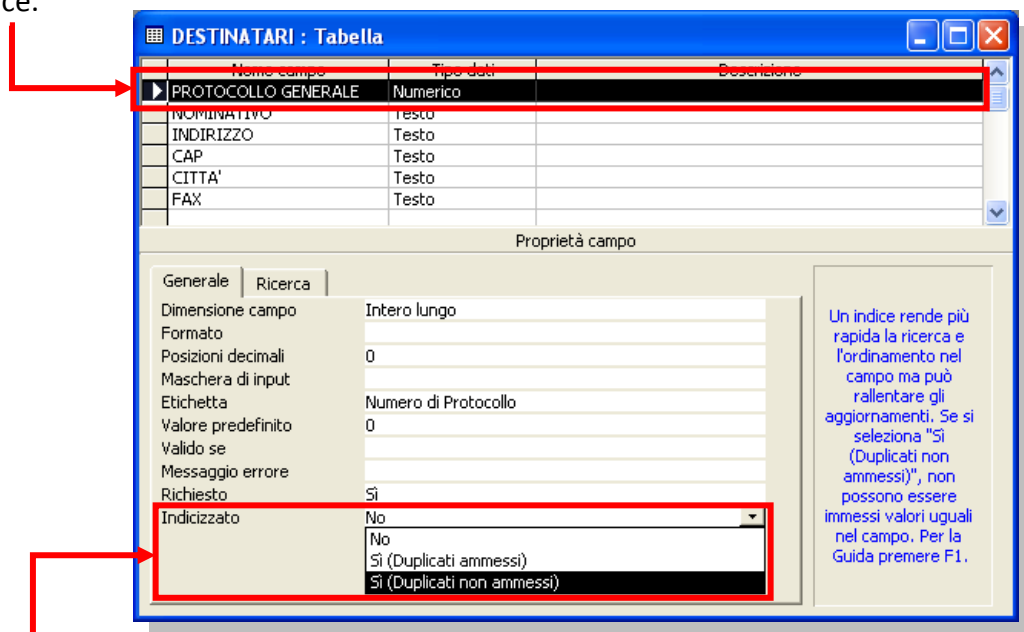 ce.
DESTINATARI : Tabella
Nome campo Tipo dati Descrizione
PROTOCOLLO GENERALE Numerico
NOMINATIVO Testo
INDIRIZZO Testo
CAP Testo
CITTA' Testo
FAX Testo
Proprietà campo
Generale Ricerca
Dimensione campo Intero lungo
Formato
Posizioni decimali 0
Maschera di input
Etichetta Numero di Protocollo
Valore predefinito 0
Valido se
Messaggio errore
Richiesto Sì
Indicizzato No
No
Sì (Duplicati ammessi)
Sì (Duplicati non ammessi)
Un indice rende più
rapida la ricerca e
l'ordinamento nel
campo ma può
rallentare gli
aggiornamenti. Se si
seleziona "Sì
(Duplicati non
ammessi)", non
possono essere
immessi valori uguali
nel campo. Per la
Guida premere F1.